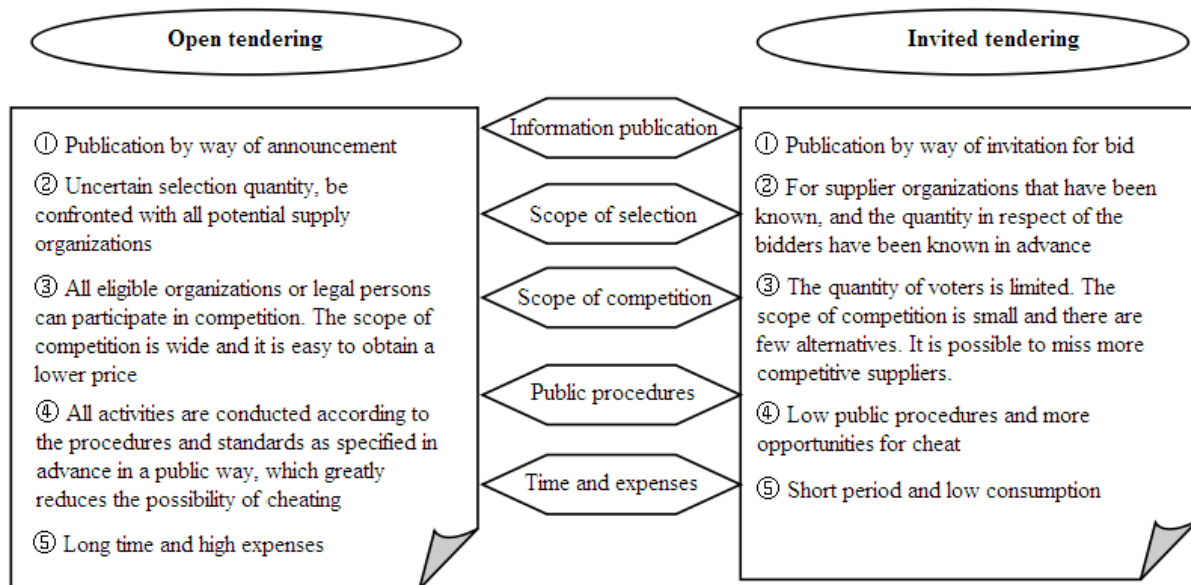 Open tendering
Invited tendering
① Publication by way of announcement
② Uncertain selection quantity, be
confronted with all potential supply
organizations
③ All eligible organizations or legal persons
can participate in competition. The scope of
competition is wide and it is easy to obtain a
lower price
④ All activities are conducted according to
the procedures and standards as specified in
advance in a public way, which greatly
reduces the possibility of cheating
⑤ Long time and high expenses
Information publication
Scope of selection
Scope of competition
Public procedures
Time and expenses
① Publication by way of invitation for bid
② For supplier organizations that have been
known, and the quantity in respect of the
bidders have been known in advance
③ The quantity of voters is limited. The
scope of competition is small and there are
few alternatives. It is possible to miss more
competitive suppliers.
④ Low public procedures and more
opportunities for cheat
⑤ Short period and low consumption